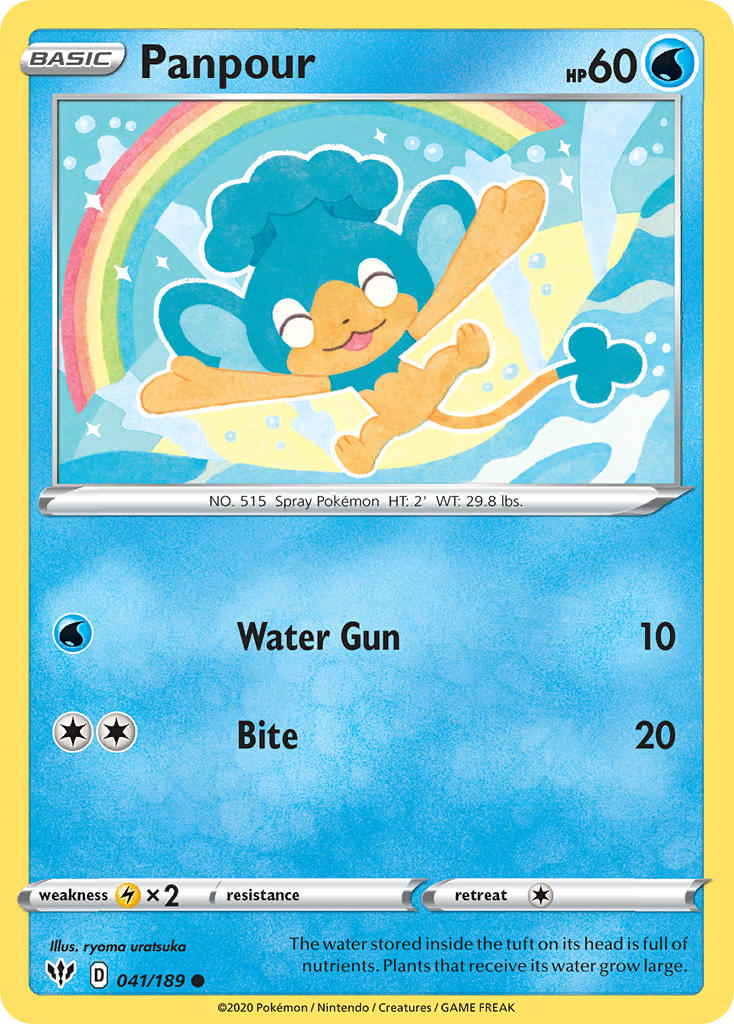 BASIC Panpour HP60
NO. 515 Spray Pokémon HT: 2' WT: 29.8 lbs.
Water Gun 10
Bite 20
weakness ×2 resistance retreat
Illus. ryoma uratsuka
The water stored inside the tuft on its head is full of
nutrients. Plants that receive its water grow large.
D 041/189
©2020 Pokémon / Nintendo / Creatures / GAME FREAK